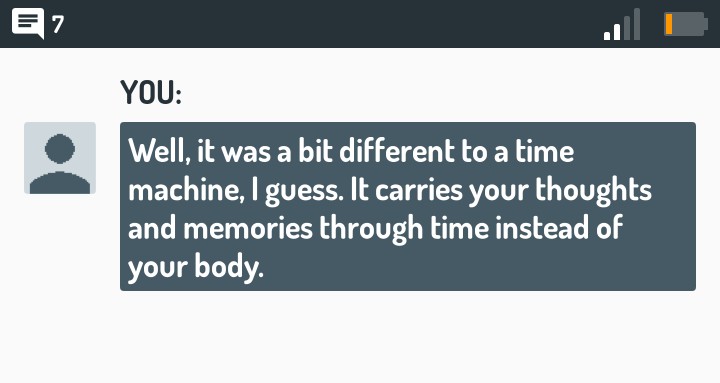 7
YOU:
Well, it was a bit different to a time
machine, I guess. It carries your thoughts
and memories through time instead of
your body.